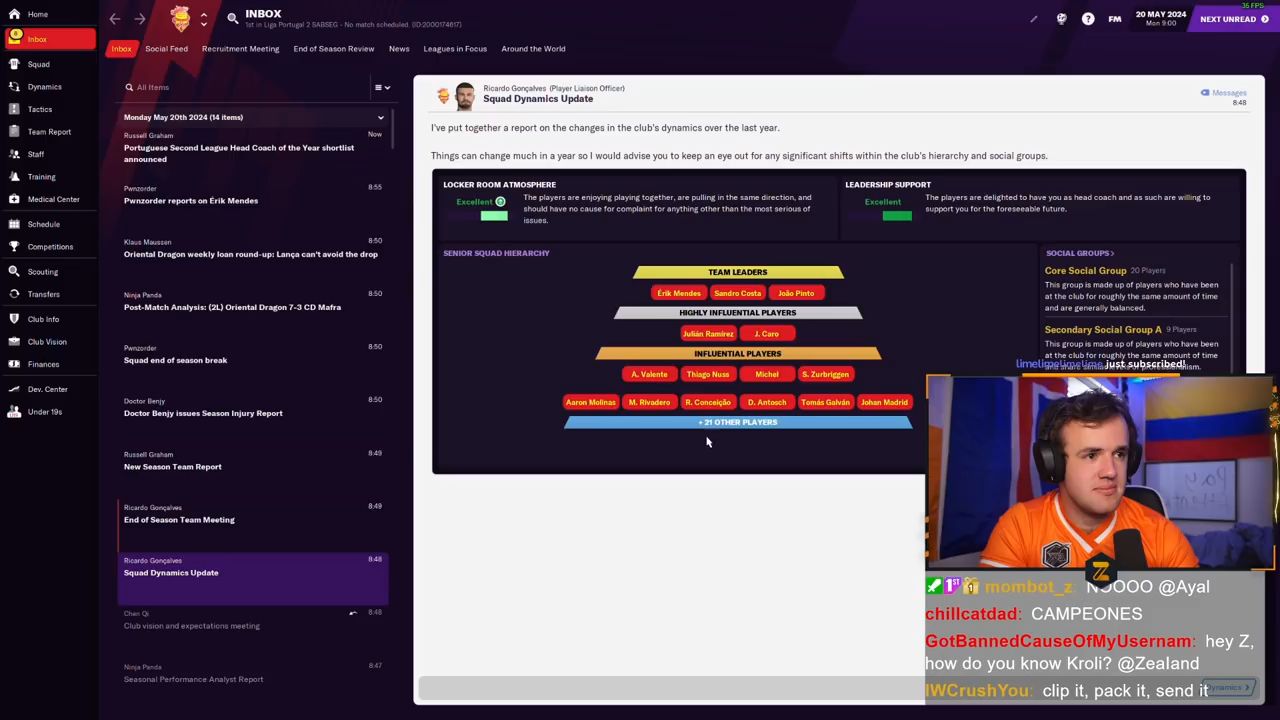 36 FPS
Home
Inbox
Squad
Dynamics
Tactics
Team Report
Staff
Training
Medical Center
Schedule
Competitions
Scouting
Transfers
Club Info
Club Vision
Finances
Dev. Center
Under 19s
INBOX
1st in Liga Portugal 2 SABSEG - No match scheduled. (ID:2000174617)
FM
20 MAY 2024
Mon 9:00
NEXT UNREAD
Inbox
Social Feed
Recruitment Meeting
End of Season Review
News
Leagues in Focus
Around the World
All Items
Monday May 20th 2024 (14 items)
Russell Graham
Now
Portuguese Second League Head Coach of the Year shortlist
announced
Pwnzorder
8:55
Pwnzorder reports on Érik Mendes
Klaus Maussen
8:50
Oriental Dragon weekly loan round-up: Lança can't avoid the drop
Ninja Panda
8:50
Post-Match Analysis: (2L) Oriental Dragon 7-3 CD Mafra
Pwnzorder
8:50
Squad end of season break
Doctor Benjy
8:50
Doctor Benjy issues Season Injury Report
Russell Graham
8:49
New Season Team Report
Ricardo Gonçalves
8:49
End of Season Team Meeting
Ricardo Gonçalves
8:48
Squad Dynamics Update
Chen Qi
8:48
Club vision and expectations meeting
Ninja Panda
8:47
Seasonal Performance Analyst Report
Ricardo Gonçalves (Player Liaison Officer)
Squad Dynamics Update
Messages
8:48
I've put together a report on the changes in the club's dynamics over the last year.
Things can change much in a year so I would advise you to keep an eye out for any significant shifts within the club's hierarchy and social groups.
LOCKER ROOM ATMOSPHERE
Excellent
The players are enjoying playing together, are pulling in the same direction, and
should have no cause for complaint for anything other than the most serious of
issues.
LEADERSHIP SUPPORT
Excellent
The players are delighted to have you as head coach and as such are willing to
support you for the foreseeable future.
SENIOR SQUAD HIERARCHY
TEAM LEADERS
Érik Mendes
Sandro Costa
João Pinto
HIGHLY INFLUENTIAL PLAYERS
Julián Ramírez
J. Caro
INFLUENTIAL PLAYERS
A. Valente
Thiago Nuss
Michel
S. Zurbriggen
Aaron Molinas
M. Rivadero
R. Conceição
D. Antosch
Tomás Galván
Johan Madrid
+ 21 OTHER PLAYERS
SOCIAL GROUPS >
Core Social Group 20 Players
This group is made up of players who have been
at the club for roughly the same amount of time
and are generally balanced.
Secondary Social Group A 9 Players
This group is made up of players who have been
at the club for roughly the same amount of time
limelimelimelime just subscribed!
mombot_z: NOOOO @Ayal
chillcatdad: CAMPEONES
GotBannedCauseOfMyUsernam: hey Z,
how do you know Kroli? @Zealand
IWCrushYou: clip it, pack it, send it
Dynamics >